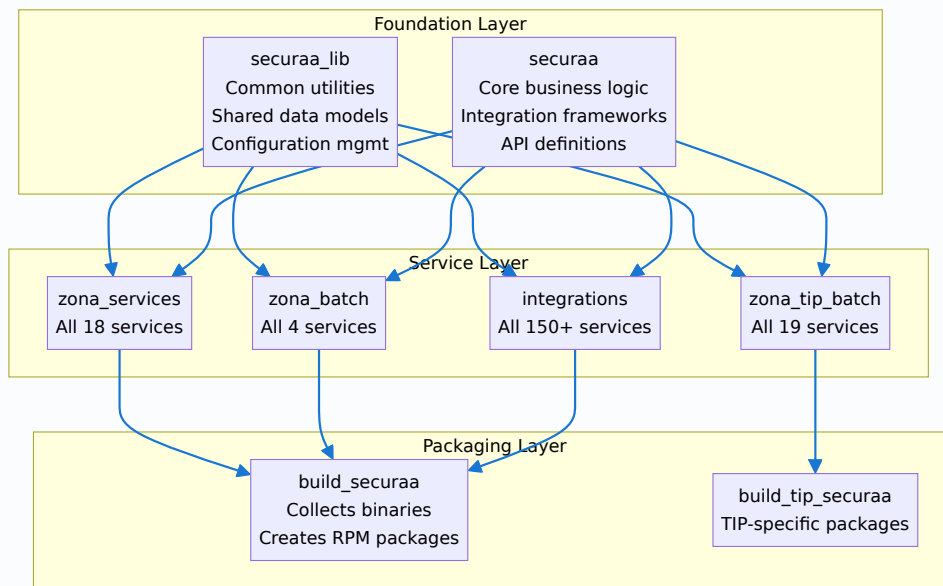 Foundation Layer
securaa_lib
Common utilities
Shared data models
Configuration mgmt
securaa
Core business logic
Integration frameworks
API definitions
Service Layer
zona_services
All 18 services
zona_batch
All 4 services
integrations
All 150+ services
zona_tip_batch
All 19 services
Packaging Layer
build_securaa
Collects binaries
Creates RPM packages
build_tip_securaa
TIP-specific packages